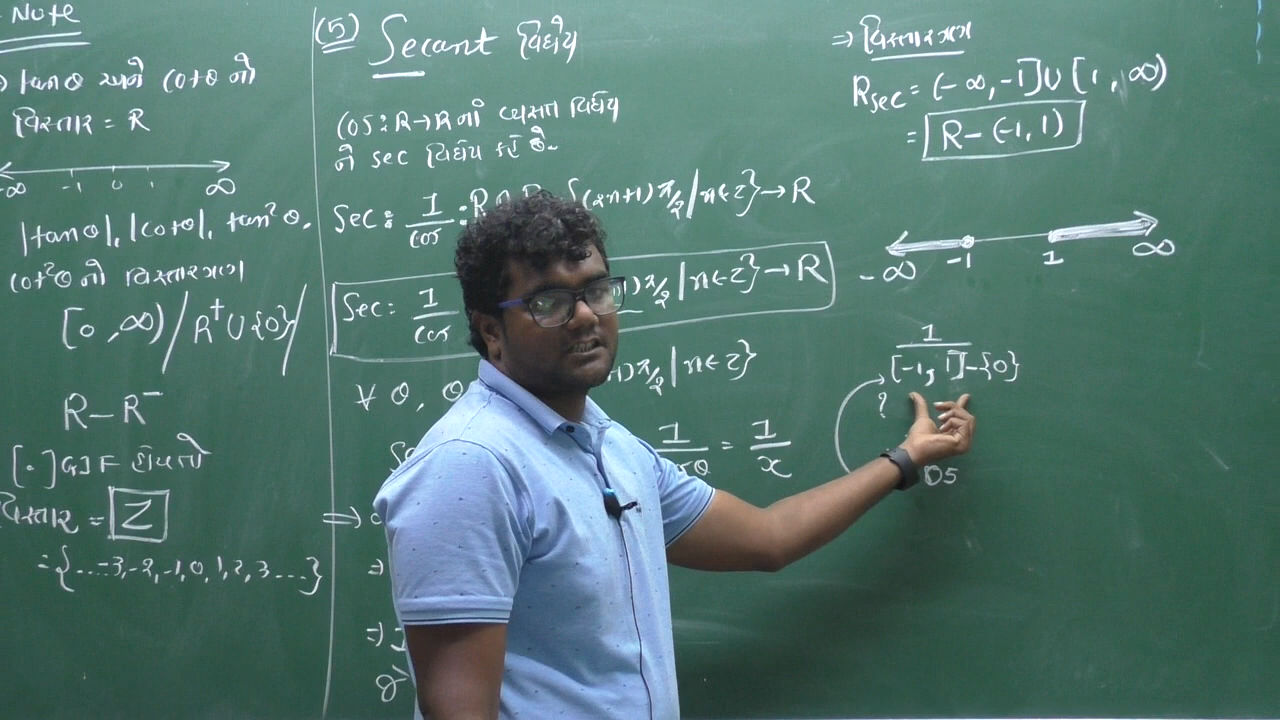 Note
tanθ અને cotθ નો
વિસ્તાર = R
-∞ -1 0 1 ∞
|tanθ|, |cotθ|, tan²θ,
cot²θ નો વિસ્તારગણ
[0, ∞) / R⁺∪{0} /
R – R⁻
[·] GIF હોય તો
વિસ્તાર = Z
= {....-3,-2,-1,0,1,2,3....}
(5) Secant વિધેય
cos: R→R નાં વ્યસ્ત વિધેય
ને sec વિધેય કહે છે.
Sec: 1/cos : R (2n+1)π/2 | n∈Z} → R
Sec: 1/cos )π/2 | n∈Z} → R
∀ θ, θ )π/2 | n∈Z}
1/ θ = 1/x
⇒
⇒
⇒
⇒ વિસ્તારગણ
Rsec = (-∞, -1] ∪ [1, ∞)
= R – (-1, 1)
-∞ -1 1 ∞
1/[-1, 1]-{0}
?
05